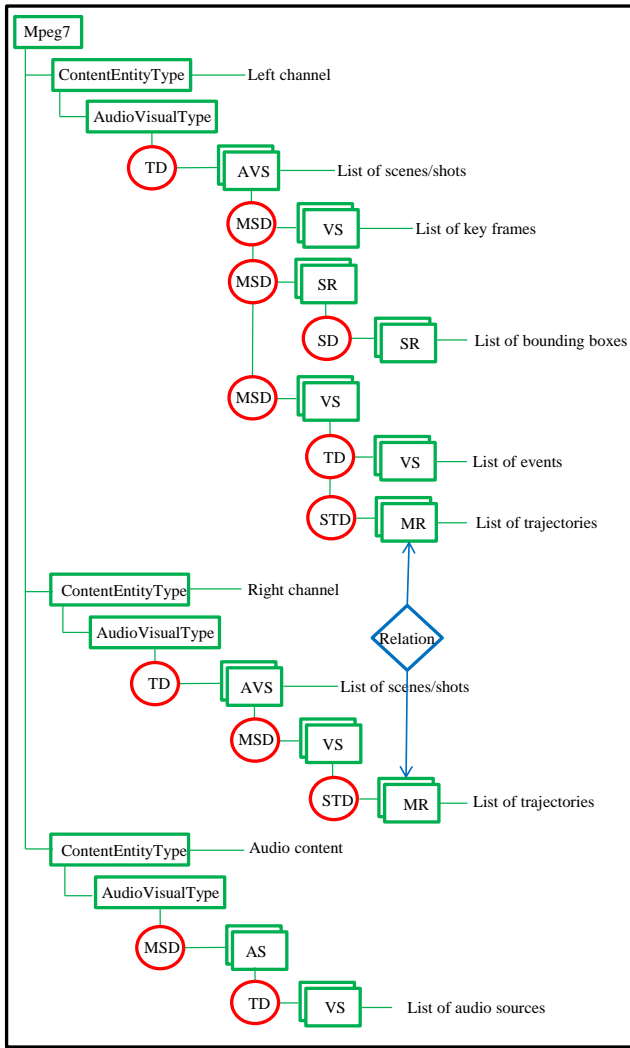 Mpeg7
ContentEntityType Left channel
AudioVisualType
TD AVS List of scenes/shots
MSD VS List of key frames
MSD SR
SD SR List of bounding boxes
MSD VS
TD VS List of events
STD MR List of trajectories
ContentEntityType Right channel
AudioVisualType Relation
TD AVS List of scenes/shots
MSD VS
STD MR List of trajectories
ContentEntityType Audio content
AudioVisualType
MSD AS
TD VS List of audio sources